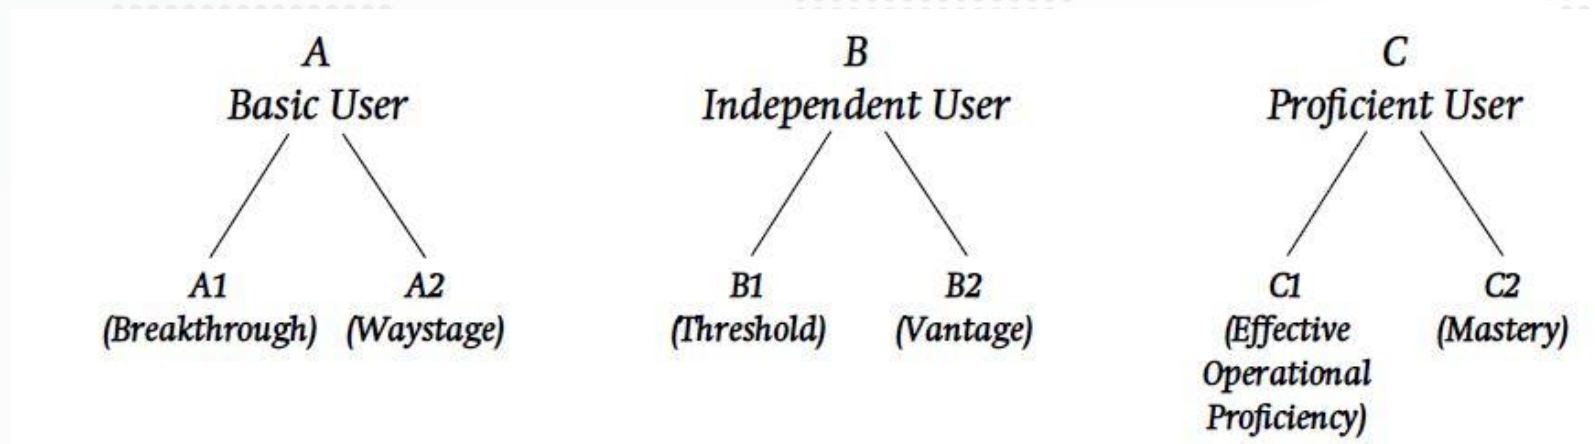 A
Basic User
A1
(Breakthrough)
A2
(Waystage)
B
Independent User
B1
(Threshold)
B2
(Vantage)
C
Proficient User
C1
(Effective
Operational
Proficiency)
C2
(Mastery)